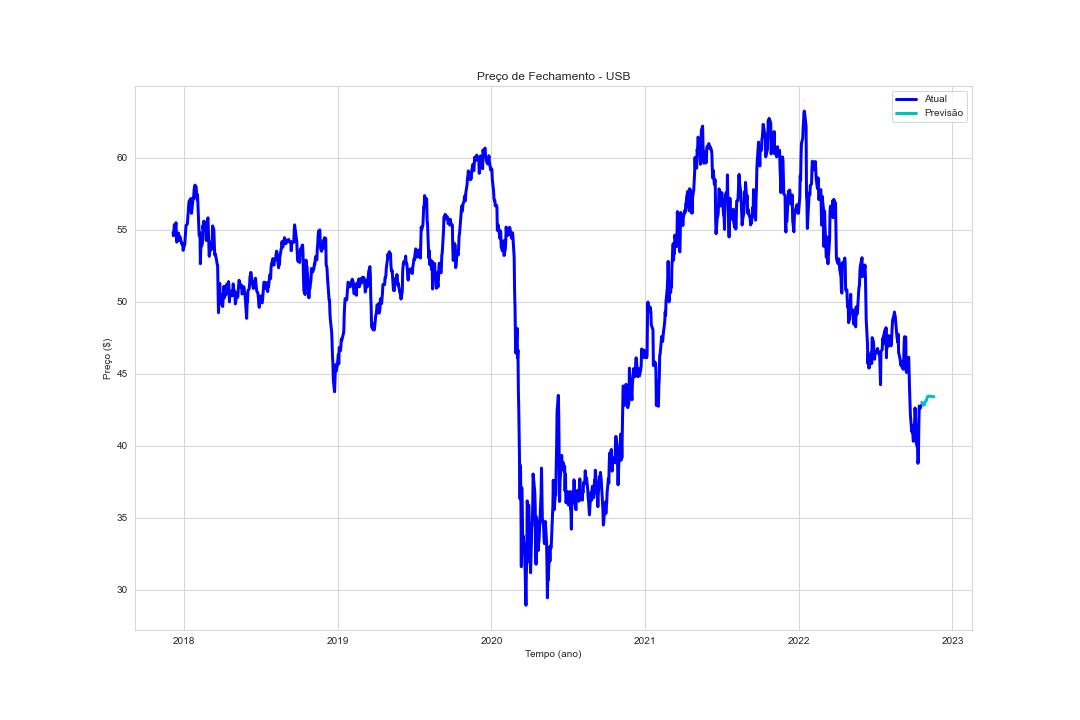 Preço de Fechamento - USB
Atual
Previsão
Preço ($)
60
55
50
45
40
35
30
2018 2019 2020 2021 2022 2023
Tempo (ano)